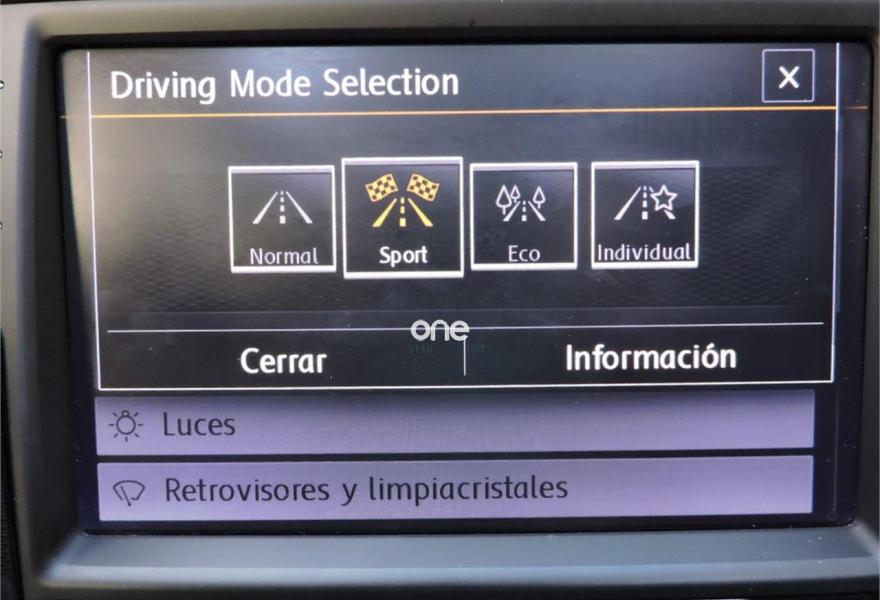 Driving Mode Selection
Normal Sport Eco Individual
one
Cerrar Información
Luces
Retrovisores y limpiacristales